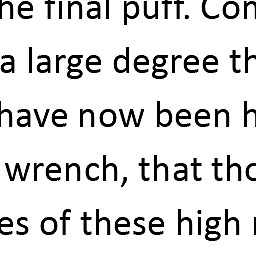 he final puff. Con
a large degree th
have now been h
wrench, that tho
es of these high